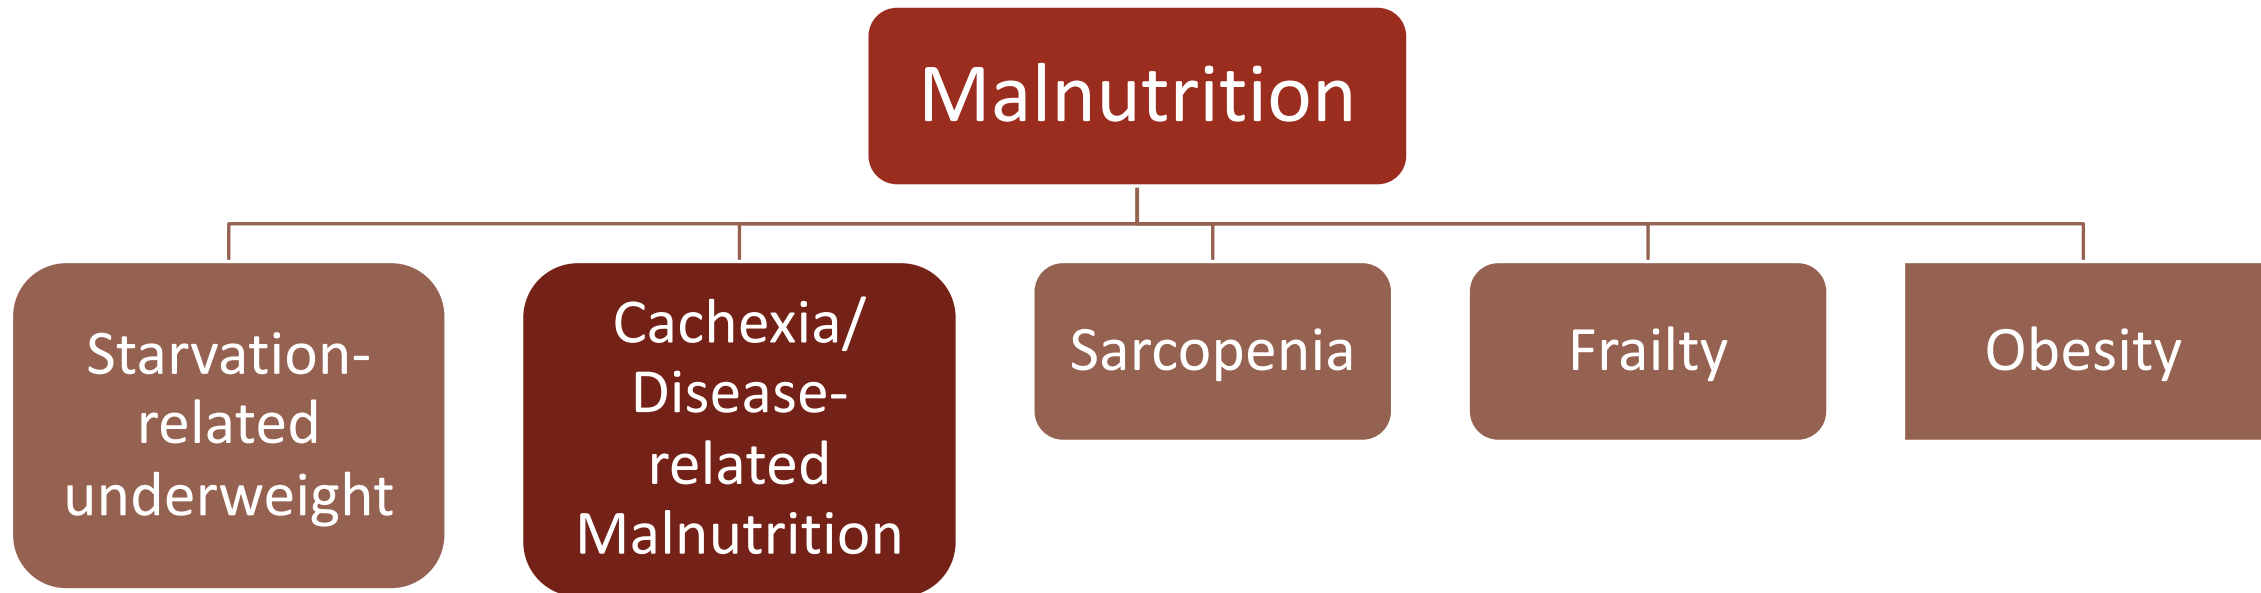 Malnutrition
Starvation-
related
underweight
Cachexia/
Disease-
related
Malnutrition
Sarcopenia
Frailty
Obesity